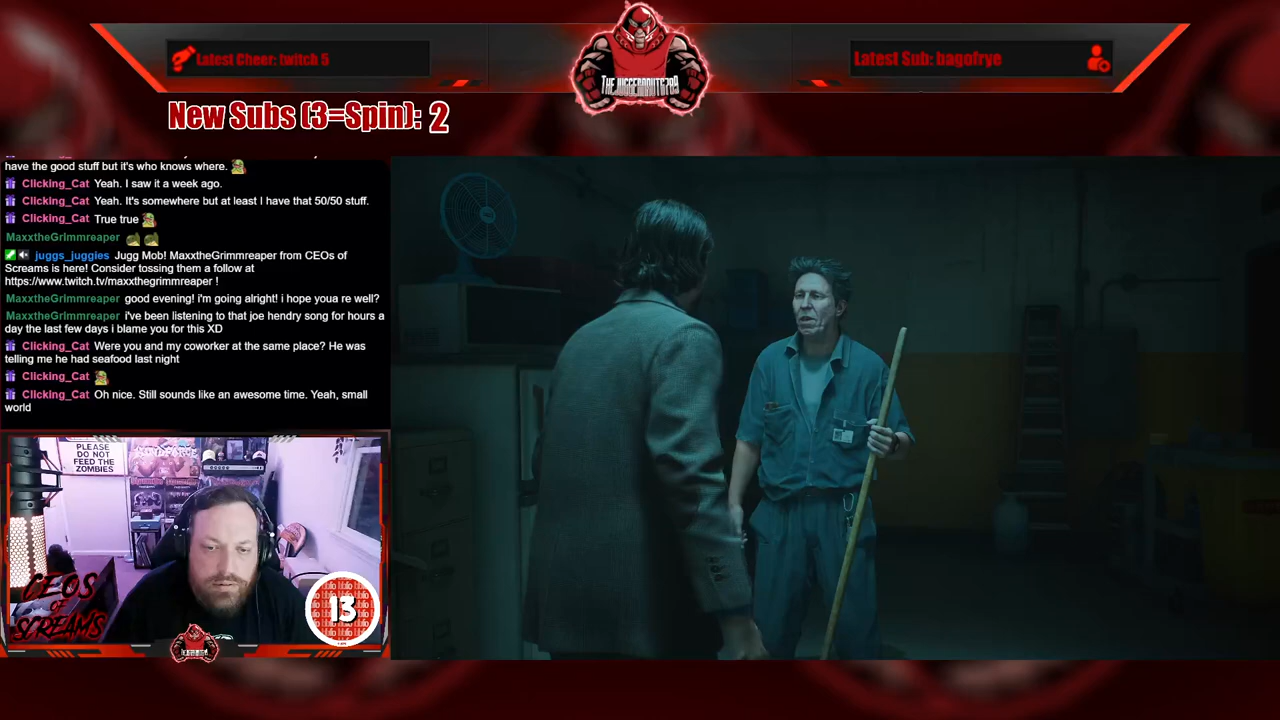 Latest Cheer: twitch 5
THEJUGGERNAUT6789
Latest Sub: bagofrye
New Subs (3=Spin): 2
have the good stuff but it's who knows where.
Clicking_Cat Yeah. I saw it a week ago.
Clicking_Cat Yeah. It's somewhere but at least I have that 50/50 stuff.
Clicking_Cat True true
MaxxtheGrimmreaper
juggs_juggies Jugg Mob! MaxxtheGrimmreaper from CEOs of
Screams is here! Consider tossing them a follow at
https://www.twitch.tv/maxxthegrimmreaper !
MaxxtheGrimmreaper good evening! i'm going alright! i hope youa re well?
MaxxtheGrimmreaper i've been listening to that joe hendry song for hours a
day the last few days i blame you for this XD
Clicking_Cat Were you and my coworker at the same place? He was
telling me he had seafood last night
Clicking_Cat
Clicking_Cat Oh nice. Still sounds like an awesome time. Yeah, small
world
PLEASE
DO NOT
FEED THE
ZOMBIES
CEOS
OF
SCREAMS
13